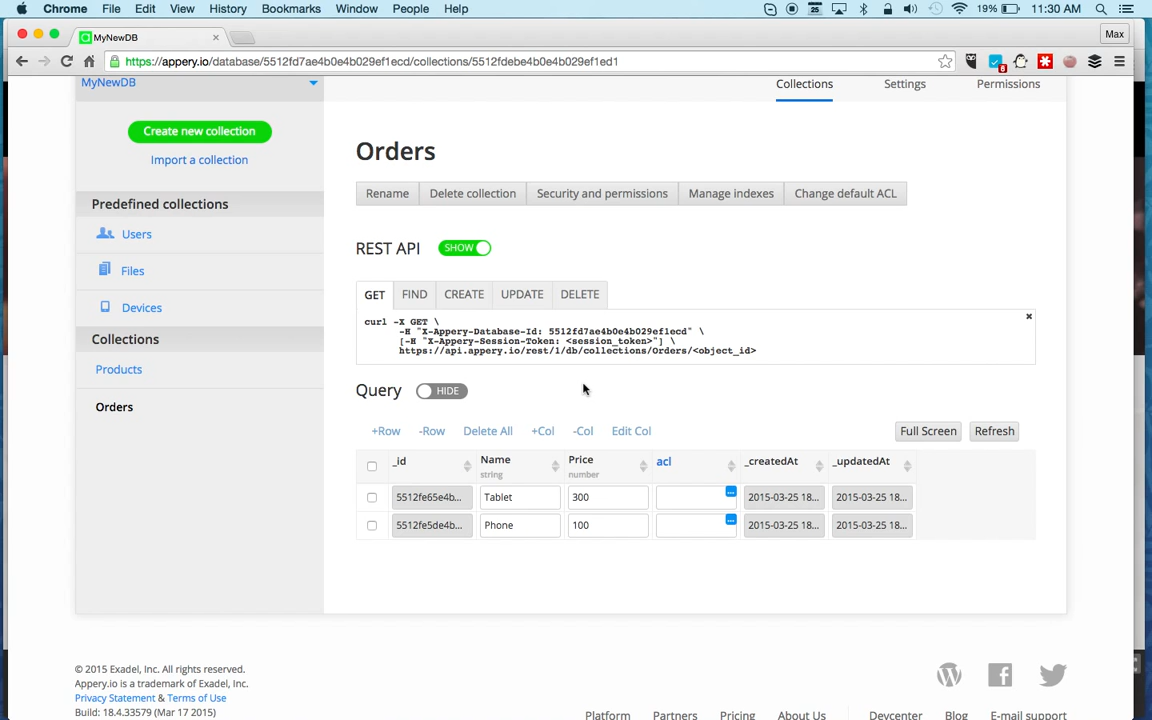 Chrome File Edit View History Bookmarks Window People Help 25 19% 11:30 AM
MyNewDB
Max
https://appery.io/database/5512fd7ae4b0e4b029ef1ecd/collections/5512fdebe4b0e4b029ef1ed1
6
MyNewDB
Collections Settings Permissions
Create new collection
Import a collection
Predefined collections
Users
Files
Devices
Collections
Products
Orders
Orders
Rename Delete collection Security and permissions Manage indexes Change default ACL
REST API SHOW
GET FIND CREATE UPDATE DELETE
curl -X GET \
-H "X-Appery-Database-Id: 5512fd7ae4b0e4b029ef1ecd" \
[-H "X-Appery-Session-Token: <session_token>"] \
https://api.appery.io/rest/1/db/collections/Orders/<object_id>
Query HIDE
+Row -Row Delete All +Col -Col Edit Col Full Screen Refresh
_id Name Price acl _createdAt _updatedAt
string number
5512fe65e4b... Tablet 300 2015-03-25 18... 2015-03-25 18...
5512fe5de4b... Phone 100 2015-03-25 18... 2015-03-25 18...
© 2015 Exadel, Inc. All rights reserved.
Appery.io is a trademark of Exadel, Inc.
Privacy Statement & Terms of Use
Build: 18.4.33579 (Mar 17 2015)
Platform Partners Pricing About Us Devcenter Blog E-mail support